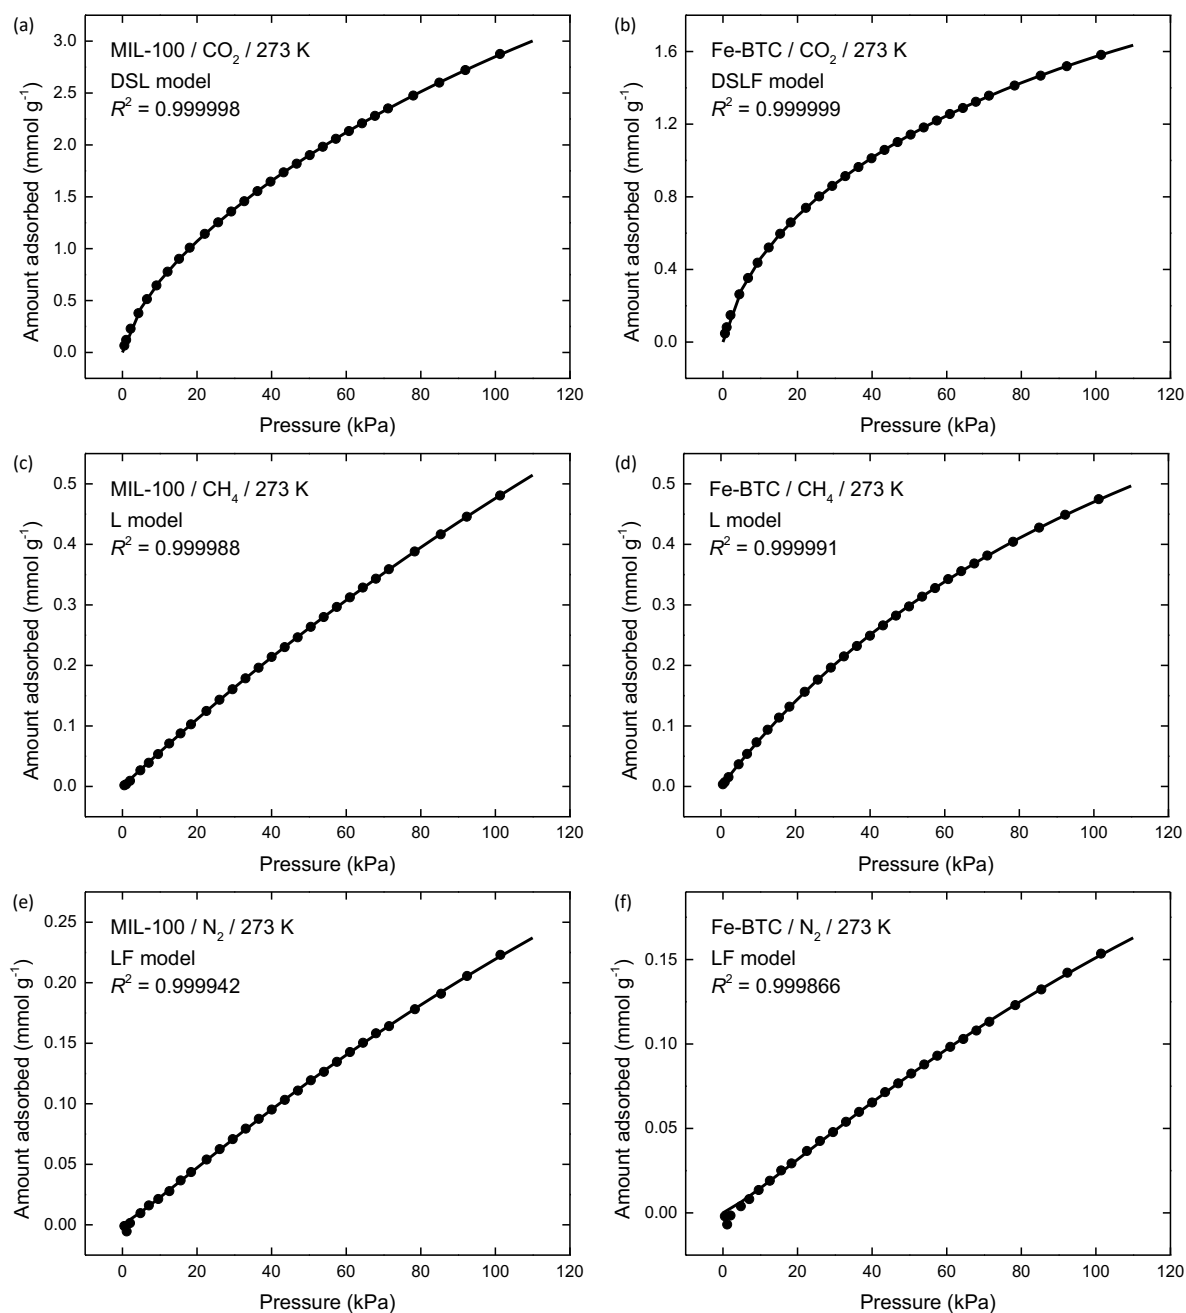 (a)
MIL-100 / CO₂ / 273 K
DSL model
R² = 0.999998
Amount adsorbed (mmol g⁻¹)
3.0
2.5
2.0
1.5
1.0
0.5
0.0
0 20 40 60 80 100 120
Pressure (kPa)
(b)
Fe-BTC / CO₂ / 273 K
DSLF model
R² = 0.999999
Amount adsorbed (mmol g⁻¹)
1.6
1.2
0.8
0.4
0.0
0 20 40 60 80 100 120
Pressure (kPa)
(c)
MIL-100 / CH₄ / 273 K
L model
R² = 0.999988
Amount adsorbed (mmol g⁻¹)
0.5
0.4
0.3
0.2
0.1
0.0
0 20 40 60 80 100 120
Pressure (kPa)
(d)
Fe-BTC / CH₄ / 273 K
L model
R² = 0.999991
Amount adsorbed (mmol g⁻¹)
0.5
0.4
0.3
0.2
0.1
0.0
0 20 40 60 80 100 120
Pressure (kPa)
(e)
MIL-100 / N₂ / 273 K
LF model
R² = 0.999942
Amount adsorbed (mmol g⁻¹)
0.25
0.20
0.15
0.10
0.05
0.00
0 20 40 60 80 100 120
Pressure (kPa)
(f)
Fe-BTC / N₂ / 273 K
LF model
R² = 0.999866
Amount adsorbed (mmol g⁻¹)
0.15
0.10
0.05
0.00
0 20 40 60 80 100 120
Pressure (kPa)